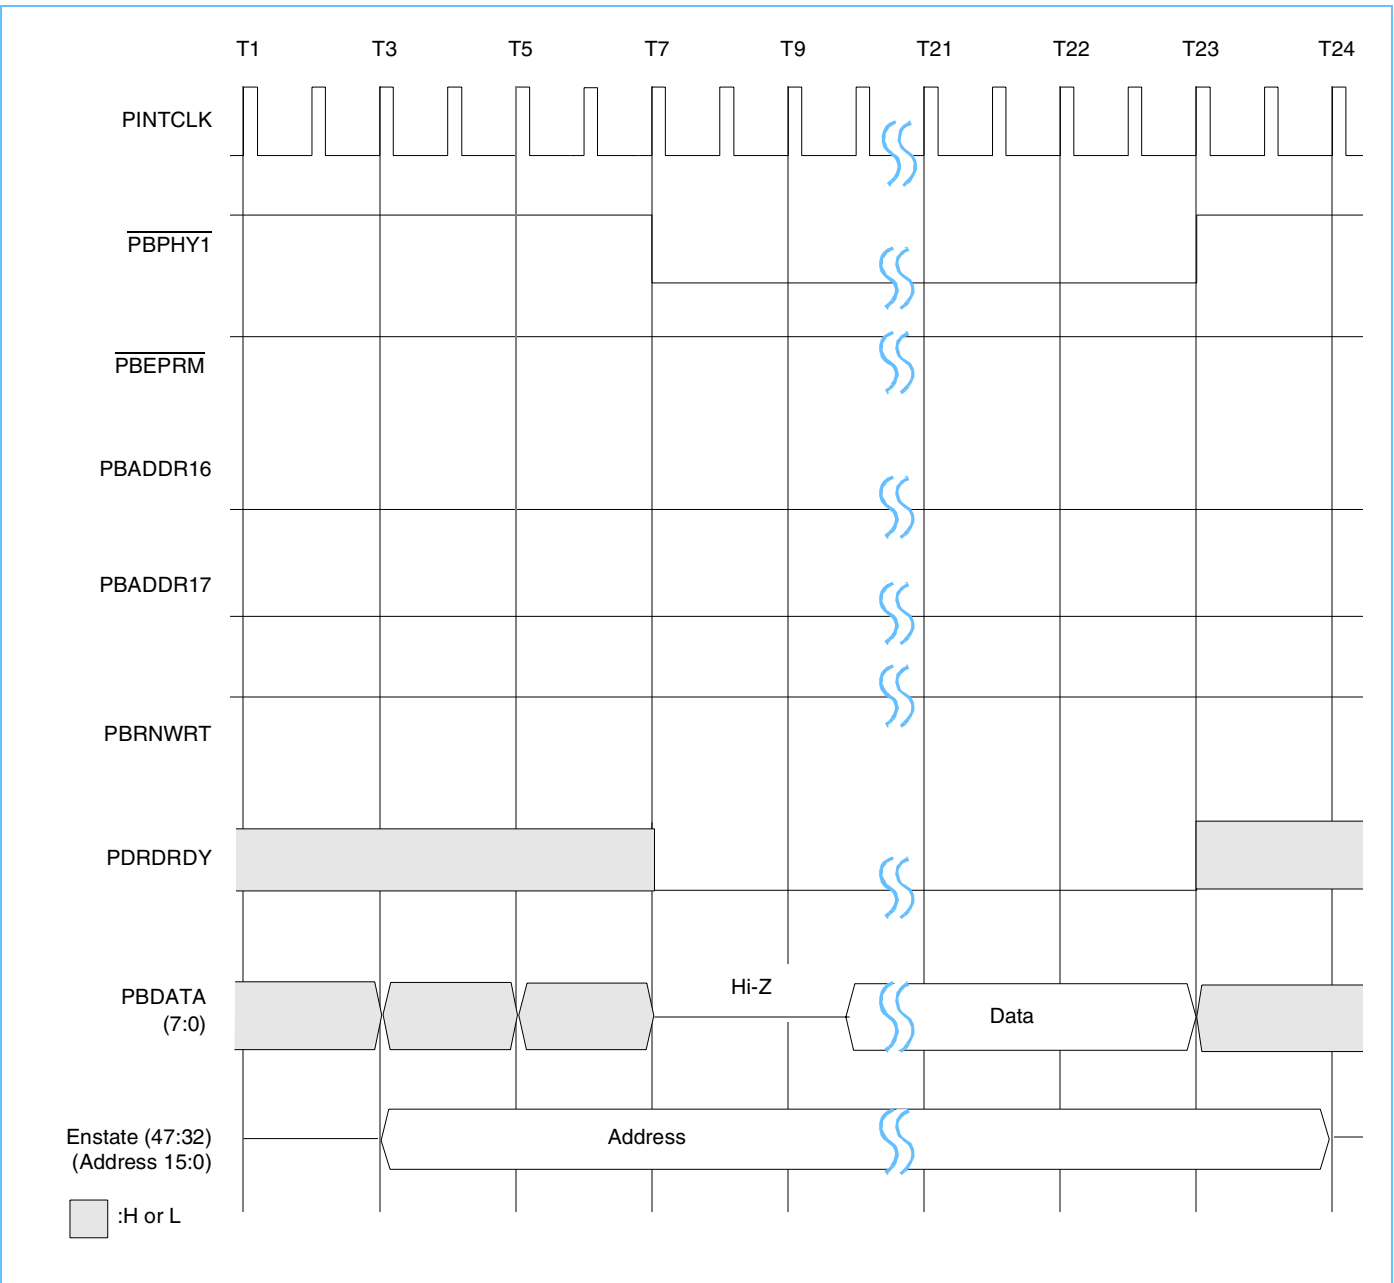 T1 T3 T5 T7 T9 T21 T22 T23 T24
PINTCLK
PBPHY1
PBEPRM
PBADDR16
PBADDR17
PBRNWRT
PDRDRDY
PBDATA
(7:0)
Hi-Z
Data
Enstate (47:32)
(Address 15:0)
Address
:H or L